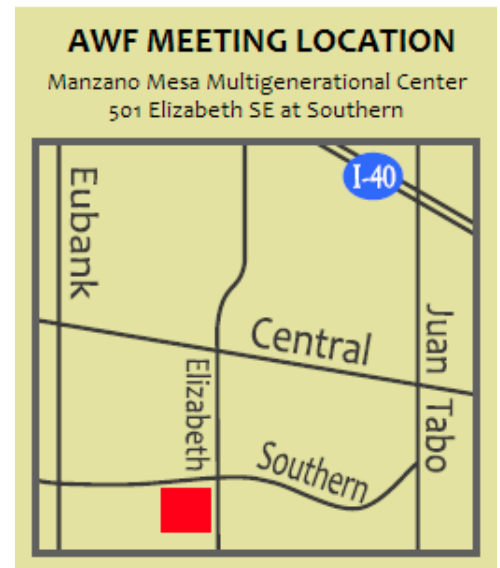 AWF MEETING LOCATION
Manzano Mesa Multigenerational Center
501 Elizabeth SE at Southern
I-40
Eubank
Central
Juan Tabo
Elizabeth
Southern